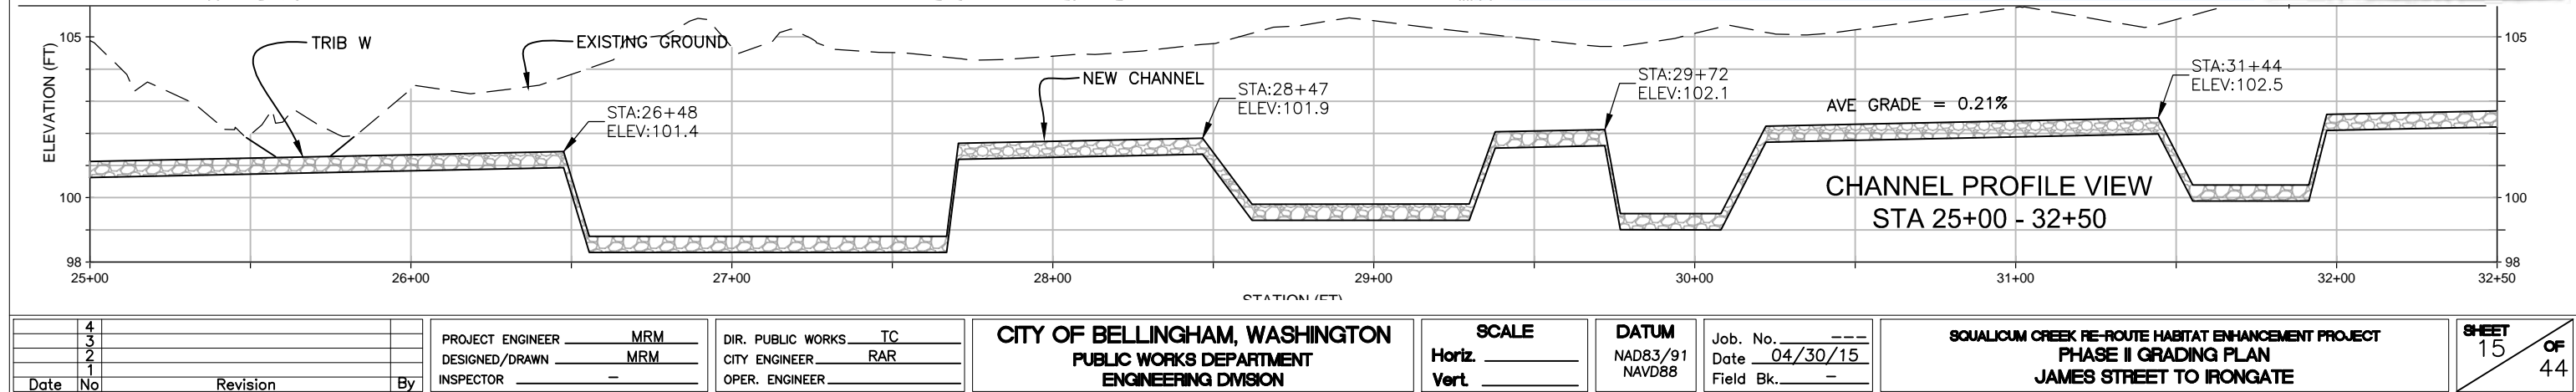 ELEVATION (FT)
105
100
98
TRIB W
EXISTING GROUND
STA:26+48
ELEV:101.4
NEW CHANNEL
STA:28+47
ELEV:101.9
STA:29+72
ELEV:102.1
AVE GRADE = 0.21%
STA:31+44
ELEV:102.5
CHANNEL PROFILE VIEW
STA 25+00 - 32+50
105
100
98
25+00
26+00
27+00
28+00
29+00
30+00
31+00
32+00
32+50
STATION (FT)
4
3
2
1
Date No Revision By
PROJECT ENGINEER MRM
DESIGNED/DRAWN MRM
INSPECTOR -
DIR. PUBLIC WORKS TC
CITY ENGINEER RAR
OPER. ENGINEER
CITY OF BELLINGHAM, WASHINGTON
PUBLIC WORKS DEPARTMENT
ENGINEERING DIVISION
SCALE
Horiz.
Vert.
DATUM
NAD83/91
NAVD88
Job. No. ---
Date 04/30/15
Field Bk. -
SQUALICUM CREEK RE-ROUTE HABITAT ENHANCEMENT PROJECT
PHASE II GRADING PLAN
JAMES STREET TO IRONGATE
SHEET
15
OF
44